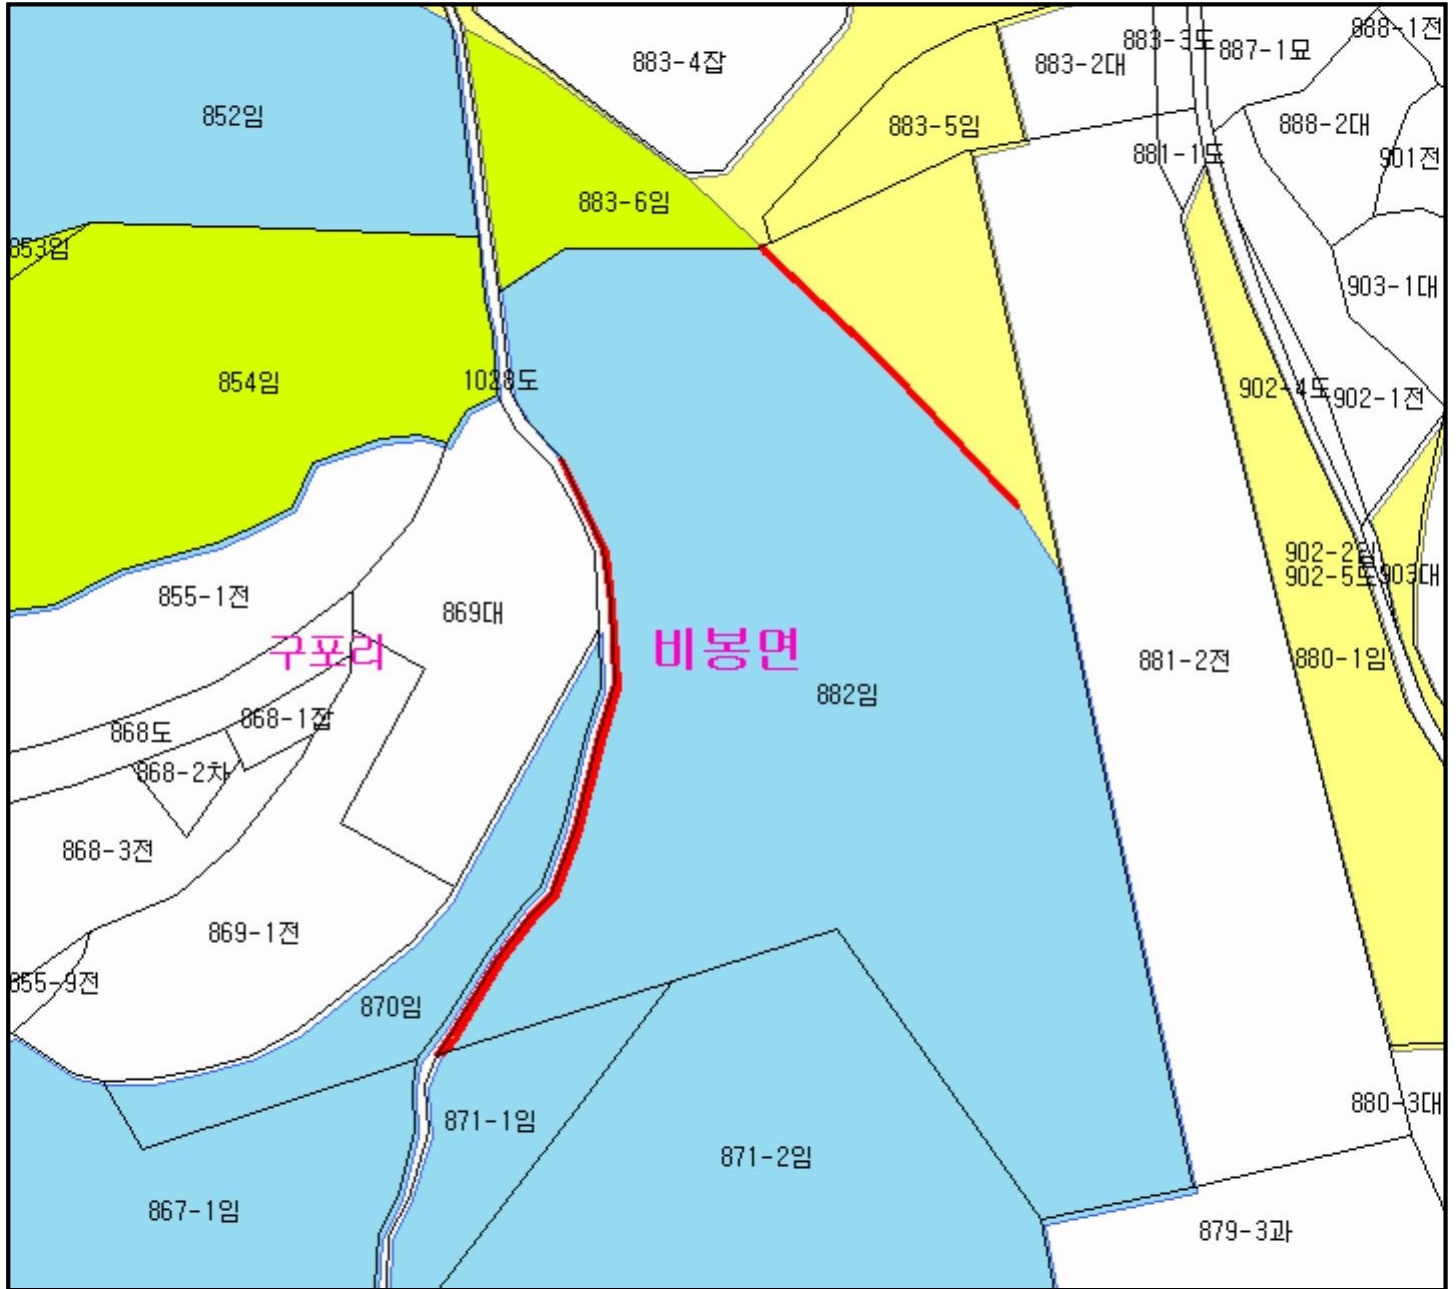 888-1전
883-3도
887-1묘
883-4잡
883-2대
852임
883-5임
888-2대
881-1도
901전
883-6임
853임
903-1대
854임
1028도
902-4도
902-1전
902-2임
902-5도
903대
855-1전
869대
구포리
비봉면
881-2전
880-1임
882임
868-1잡
868도
868-2차
868-3전
869-1전
855-9전
870임
880-3대
871-1임
871-2임
867-1임
879-3과